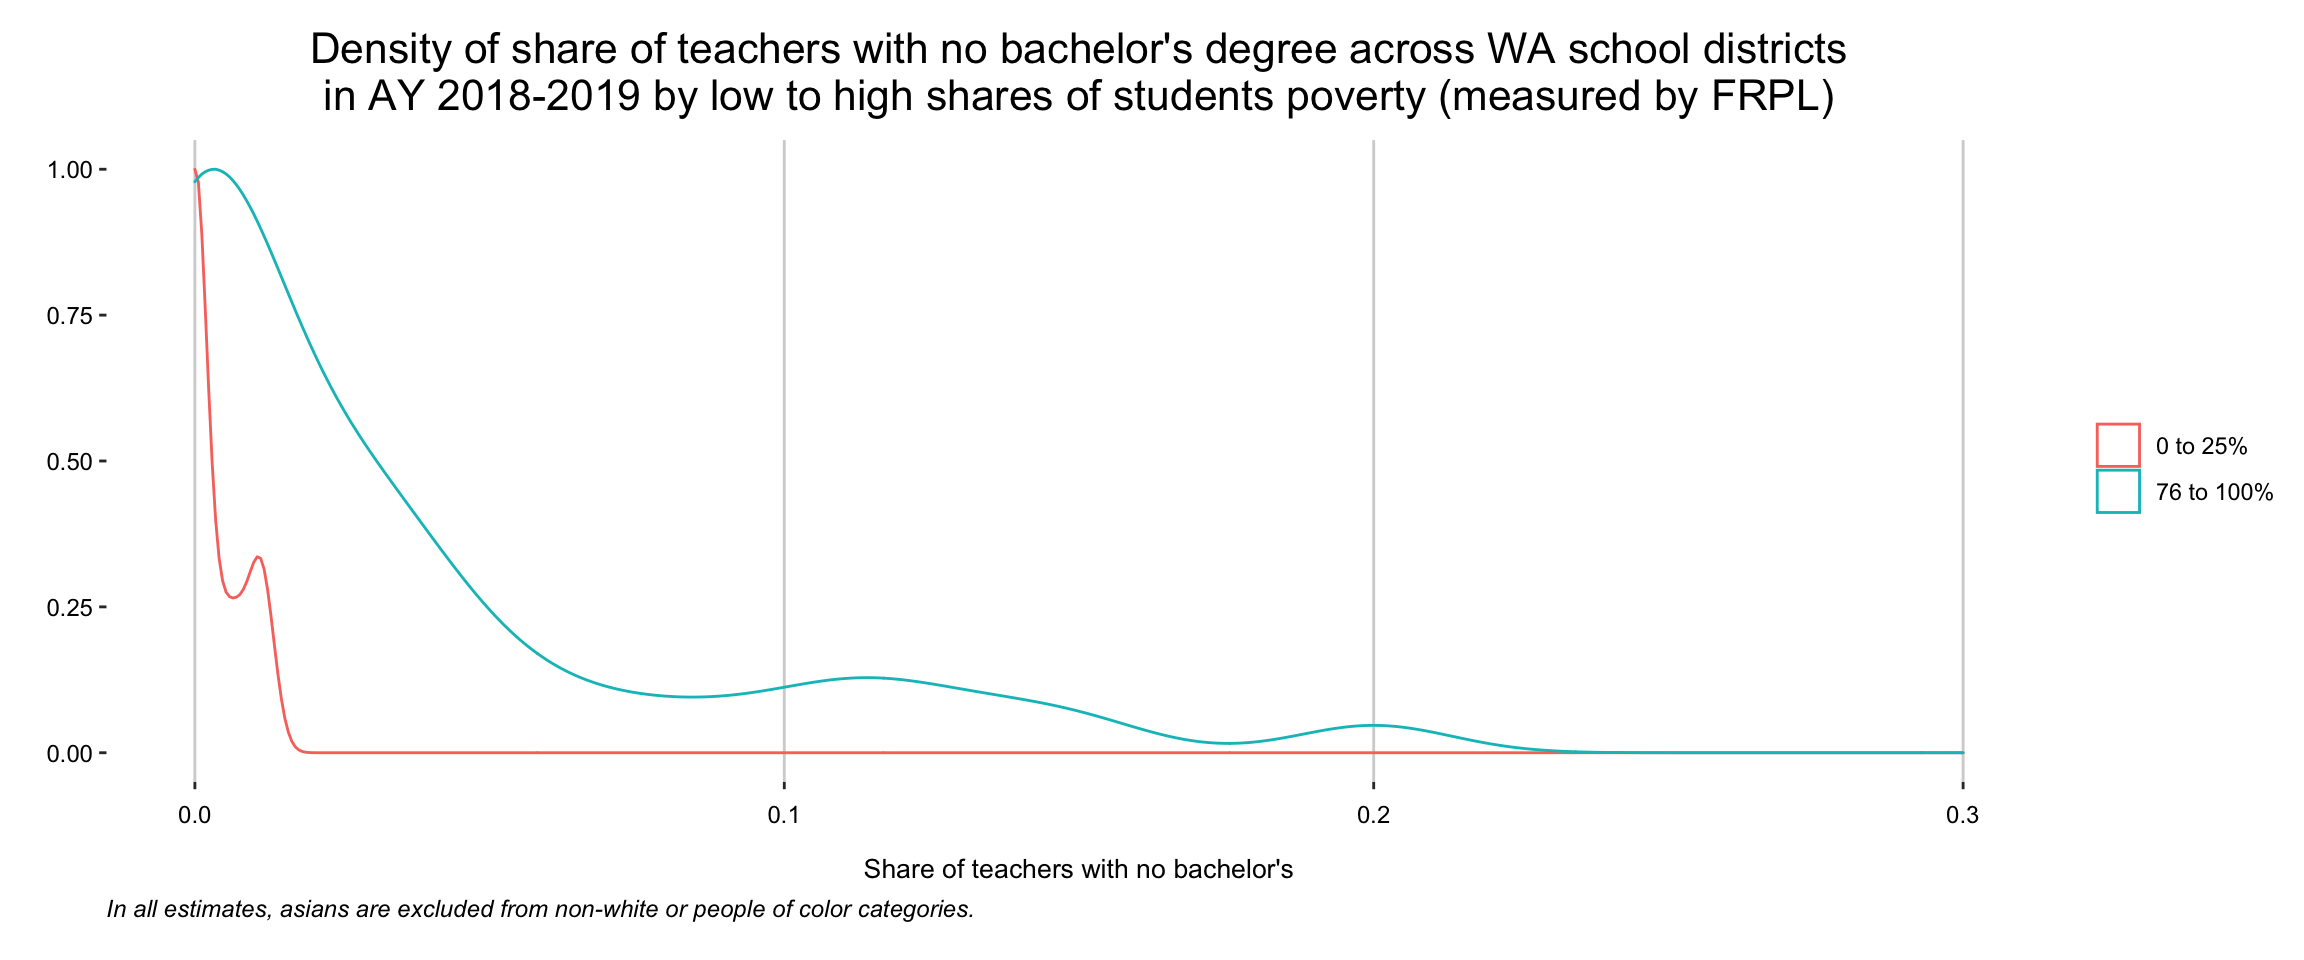 Density of share of teachers with no bachelor's degree across WA school districts
in AY 2018-2019 by low to high shares of students poverty (measured by FRPL)
1.00
0.75
0.50
0.25
0.00
0.0
0.1
0.2
0.3
Share of teachers with no bachelor's
0 to 25%
76 to 100%
In all estimates, asians are excluded from non-white or people of color categories.